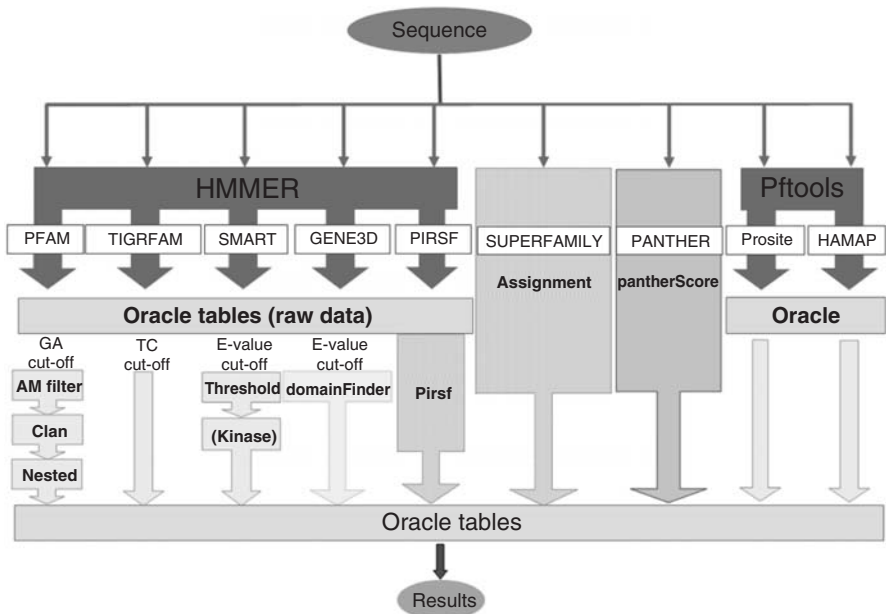 Sequence
HMMER
Pftools
PFAM
TIGRFAM
SMART
GENE3D
PIRSF
SUPERFAMILY
PANTHER
Prosite
HAMAP
Assignment
pantherScore
Oracle tables (raw data)
Oracle
GA
cut-off
TC
cut-off
E-value
cut-off
E-value
cut-off
AM filter
Threshold
domainFinder
Pirsf
Clan
(Kinase)
Nested
Oracle tables
Results